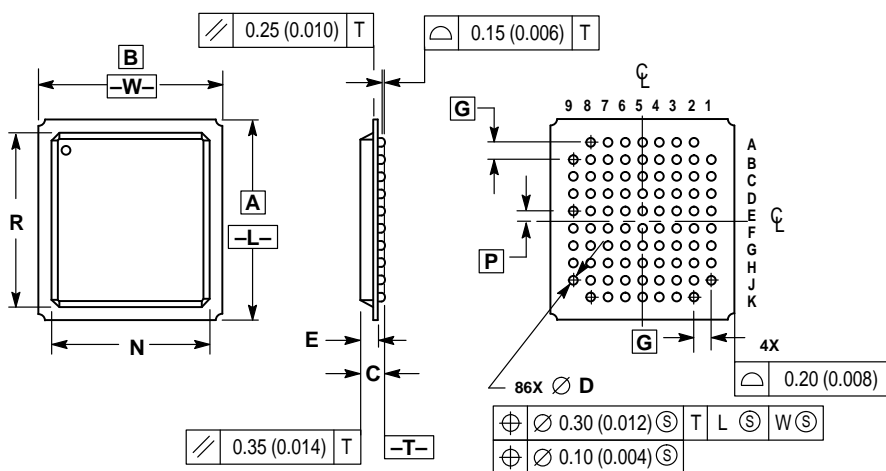 ⫽ 0.25 (0.010) T
⌓ 0.15 (0.006) T
B
–W–
R
A
–L–
N
E
C
⫽ 0.35 (0.014) T
–T–
℄
9 8 7 6 5 4 3 2 1
G
A
B
C
D
E
F
G
H
J
K
℄
P
G
4X
86X ∅ D
⌓ 0.20 (0.008)
⌖ ∅ 0.30 (0.012) Ⓢ T L Ⓢ W Ⓢ
⌖ ∅ 0.10 (0.004) Ⓢ